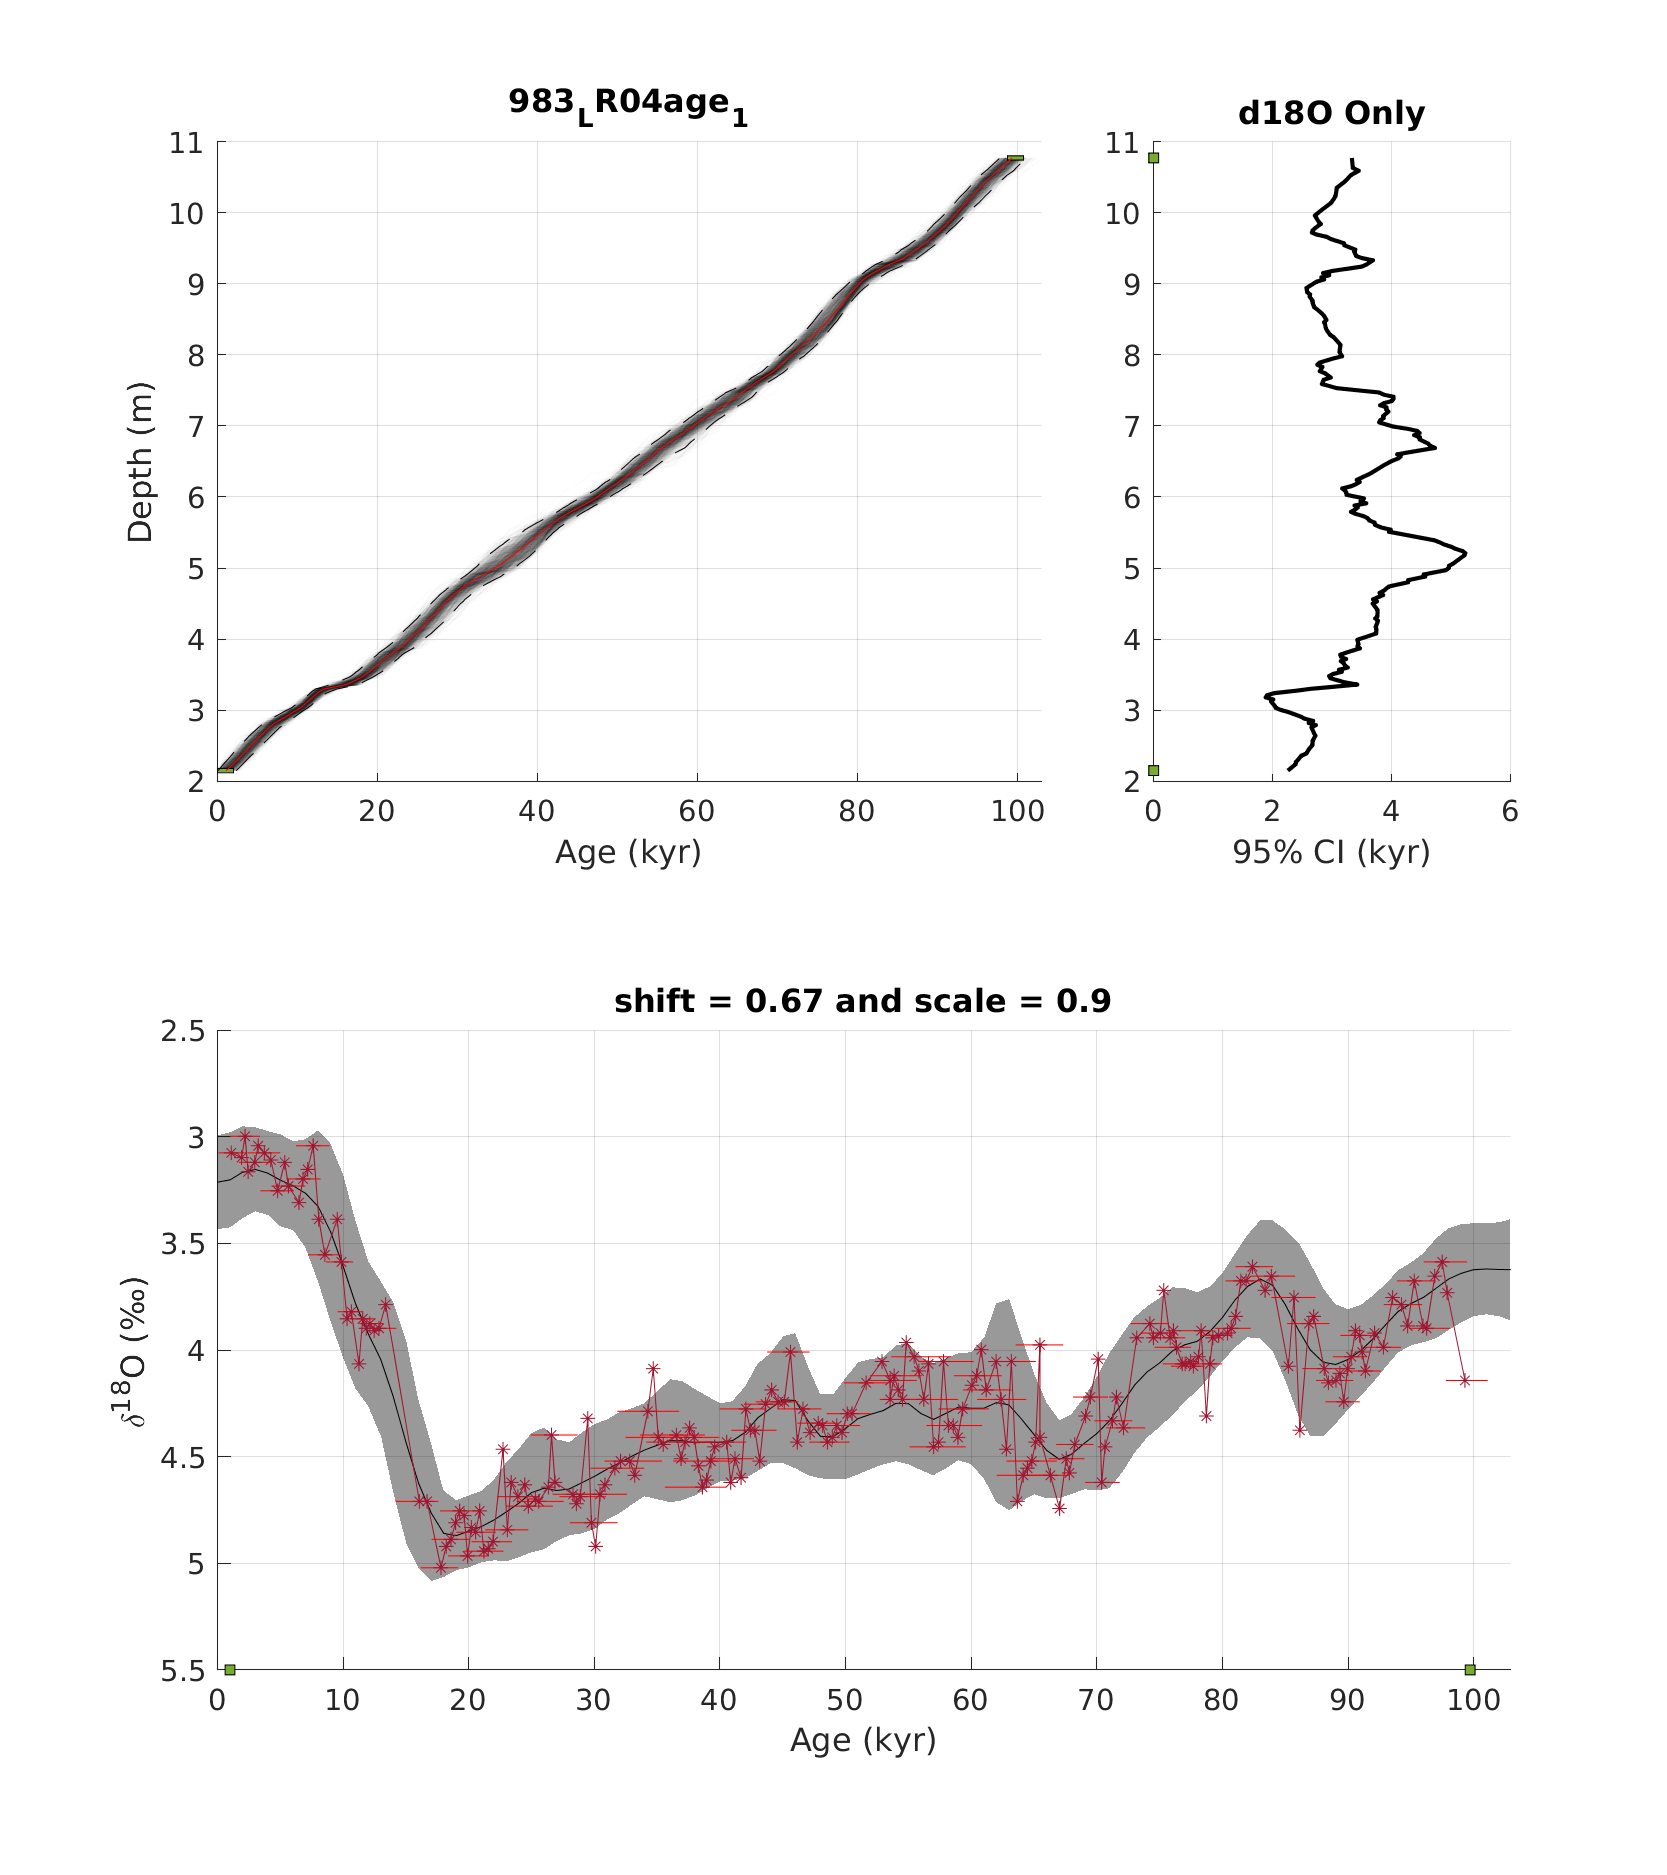 983LR04age1
d18O Only
11
10
9
8
7
6
5
4
3
2
Depth (m)
0 20 40 60 80 100
Age (kyr)
11
10
9
8
7
6
5
4
3
2
0 2 4 6
95% CI (kyr)
shift = 0.67 and scale = 0.9
2.5
3
3.5
4
4.5
5
5.5
δ18O (‰)
0 10 20 30 40 50 60 70 80 90 100
Age (kyr)